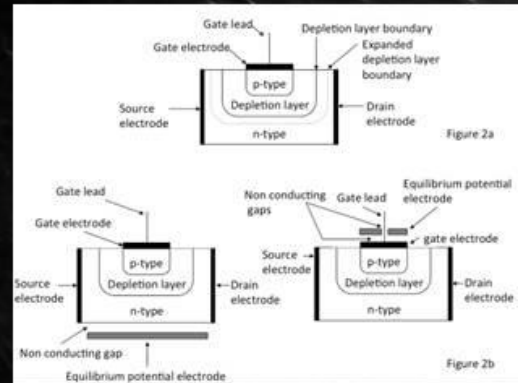 Gate lead
Depletion layer boundary
Gate electrode
Expanded
depletion layer
boundary
p-type
Source
electrode
Depletion layer
Drain
electrode
n-type
Figure 2a
Gate lead
Gate electrode
p-type
Source
electrode
Depletion layer
Drain
electrode
n-type
Non conducting gap
Equilibrium potential electrode
Non conducting
gaps
Gate lead
Equilibrium potential
electrode
Source
electrode
gate electrode
p-type
Depletion layer
Drain
electrode
n-type
Figure 2b